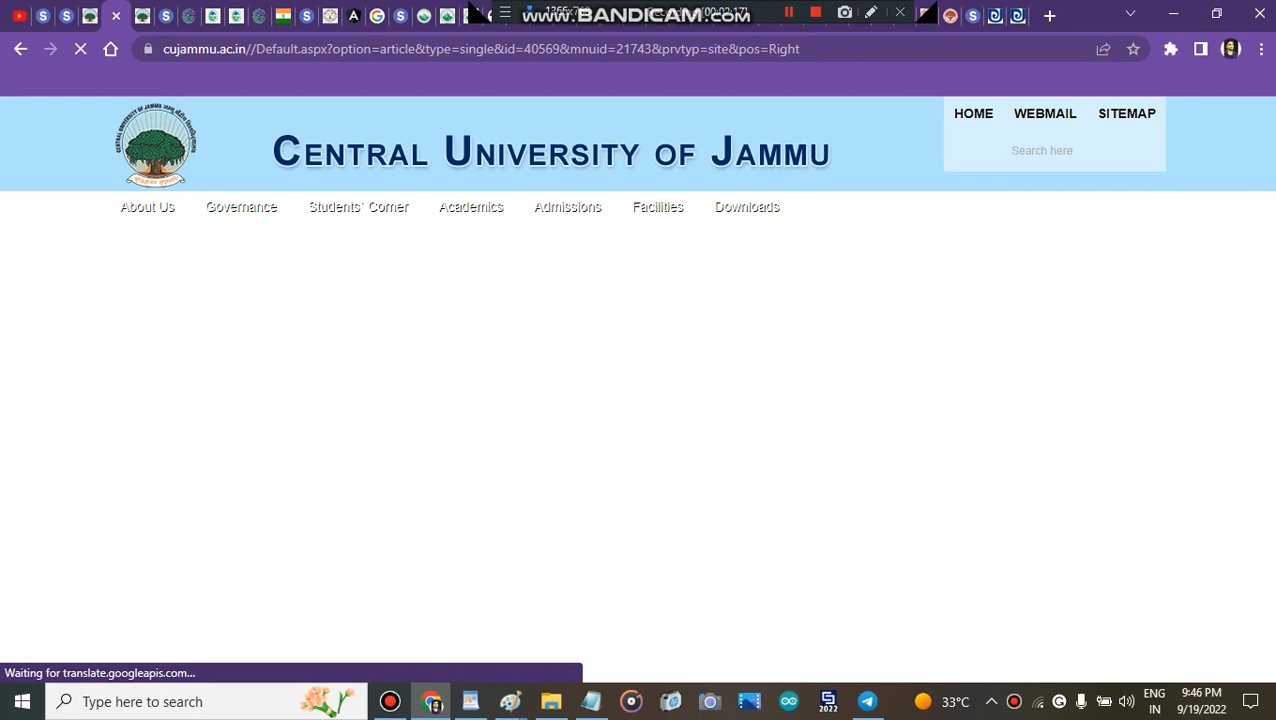 www.BANDICAM.com
cujammu.ac.in//Default.aspx?option=article&type=single&id=40569&mnuid=21743&prvtyp=site&pos=Right
CENTRAL UNIVERSITY OF JAMMU
HOME WEBMAIL SITEMAP
Search here
About Us Governance Students' Corner Academics Admissions Facilities Downloads
Waiting for translate.googleapis.com...
Type here to search
2022
33°C
ENG
IN
9:46 PM
9/19/2022